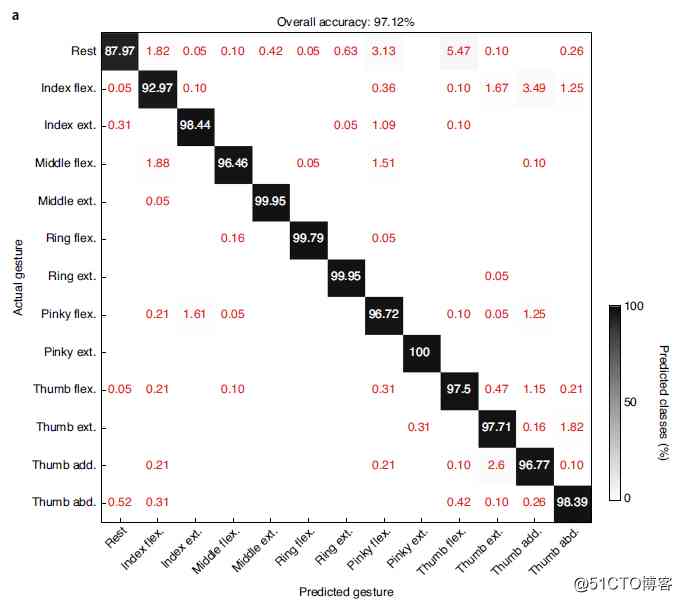 a
Overall accuracy: 97.12%
Rest 87.97 1.82 0.05 0.10 0.42 0.05 0.63 3.13 5.47 0.10 0.26
Index flex. 0.05 92.97 0.10 0.36 0.10 1.67 3.49 1.25
Index ext. 0.31 98.44 0.05 1.09 0.10
Middle flex. 1.88 96.46 0.05 1.51 0.10
Middle ext. 0.05 99.95
Ring flex. 0.16 99.79 0.05
Ring ext. 99.95 0.05
Pinky flex. 0.21 1.61 0.05 96.72 0.10 0.05 1.25
Pinky ext. 100
Thumb flex. 0.05 0.21 0.10 0.31 97.5 0.47 1.15 0.21
Thumb ext. 0.31 97.71 0.16 1.82
Thumb add. 0.21 0.21 0.10 2.6 96.77 0.10
Thumb abd. 0.52 0.31 0.42 0.10 0.26 98.39
Actual gesture
Rest Index flex. Index ext. Middle flex. Middle ext. Ring flex. Ring ext. Pinky flex. Pinky ext. Thumb flex. Thumb ext. Thumb add. Thumb abd.
Predicted gesture
100
50
0
Predicted classes (%)
@51CTO博客